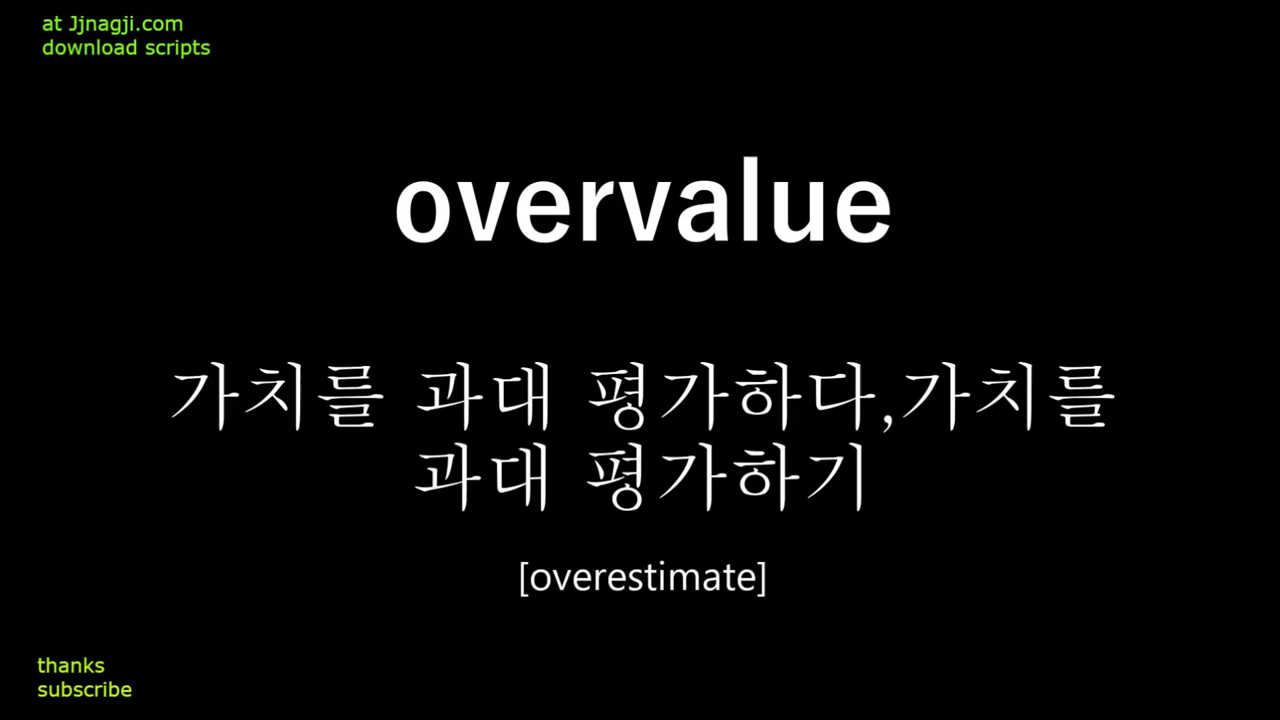 at Jjnagji.com
download scripts
overvalue
가치를 과대 평가하다,가치를
과대 평가하기
[overestimate]
thanks
subscribe